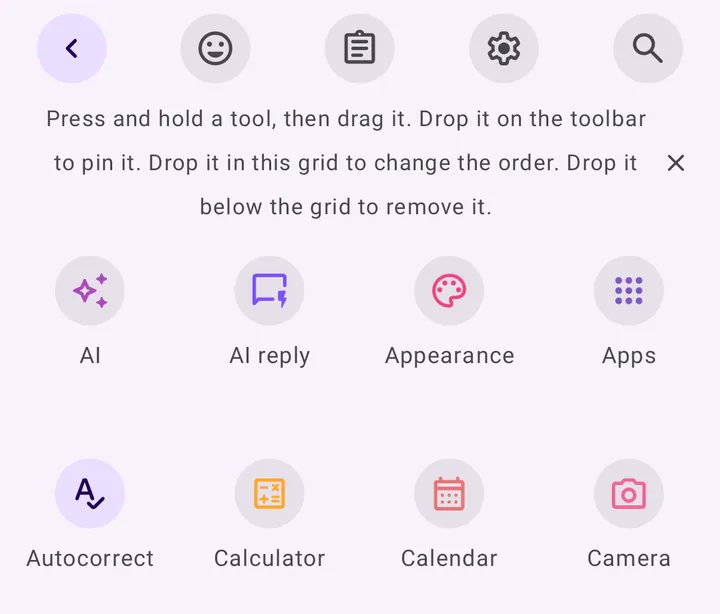 Press and hold a tool, then drag it. Drop it on the toolbar
to pin it. Drop it in this grid to change the order. Drop it
below the grid to remove it.
AI
AI reply
Appearance
Apps
Autocorrect
Calculator
Calendar
Camera